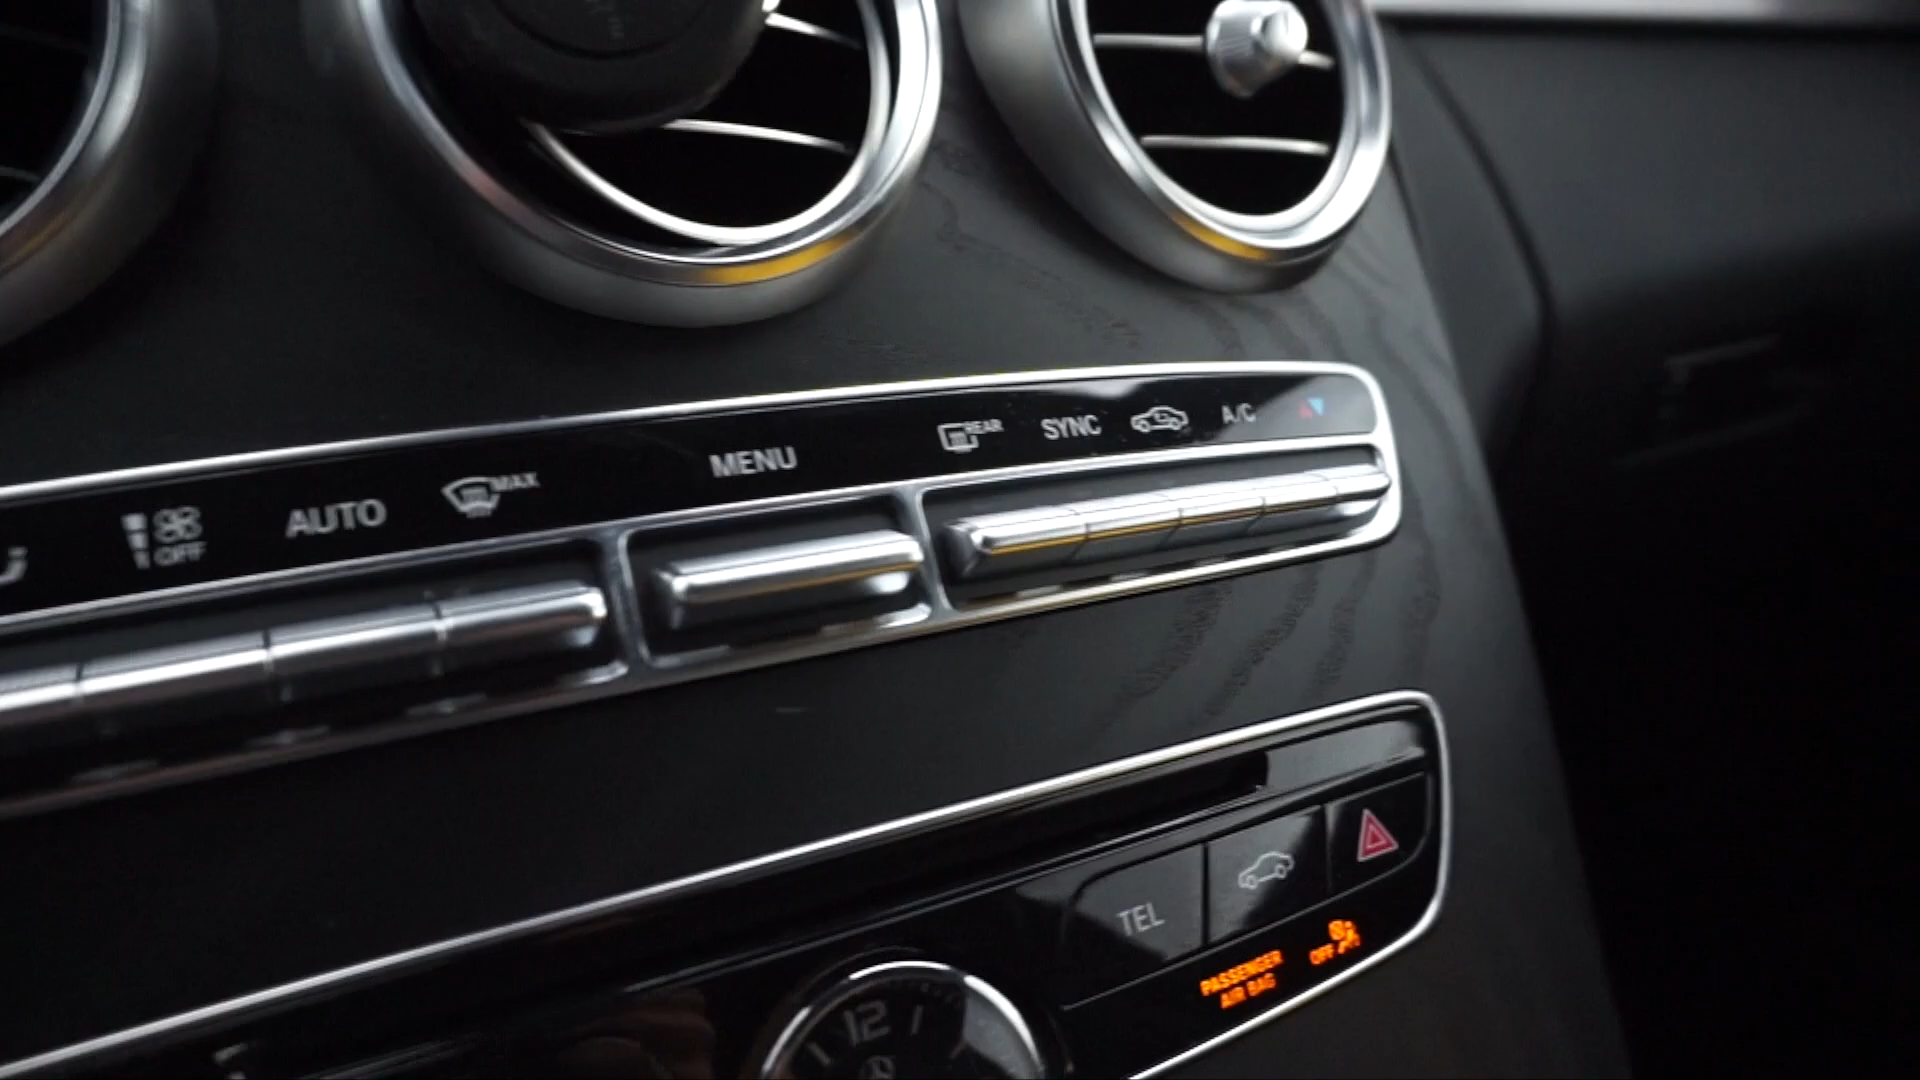 REAR
SYNC
A/C
MENU
MAX
AUTO
OFF
TEL
PASSENGER
AIR BAG
OFF
12